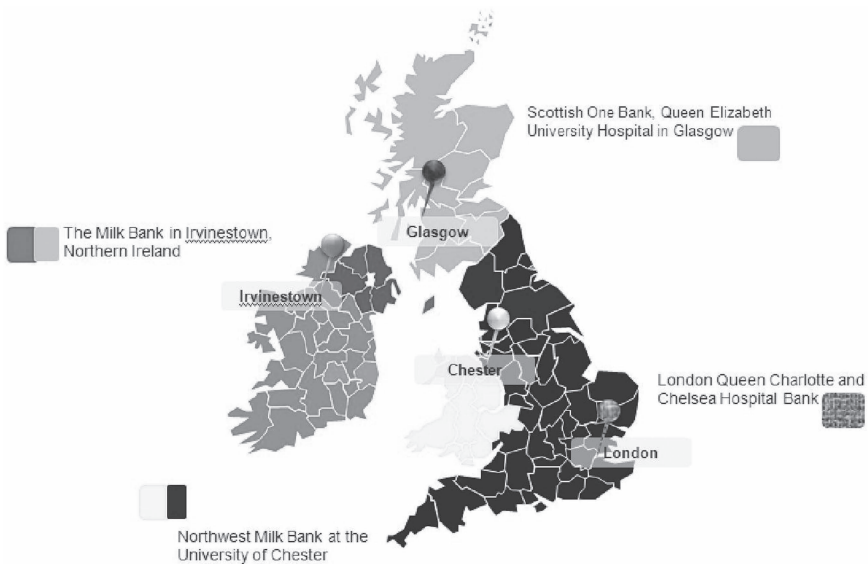 Scottish One Bank, Queen Elizabeth
University Hospital in Glasgow
Glasgow
The Milk Bank in Irvinestown,
Northern Ireland
Irvinestown
Chester
London Queen Charlotte and
Chelsea Hospital Bank
London
Northwest Milk Bank at the
University of Chester